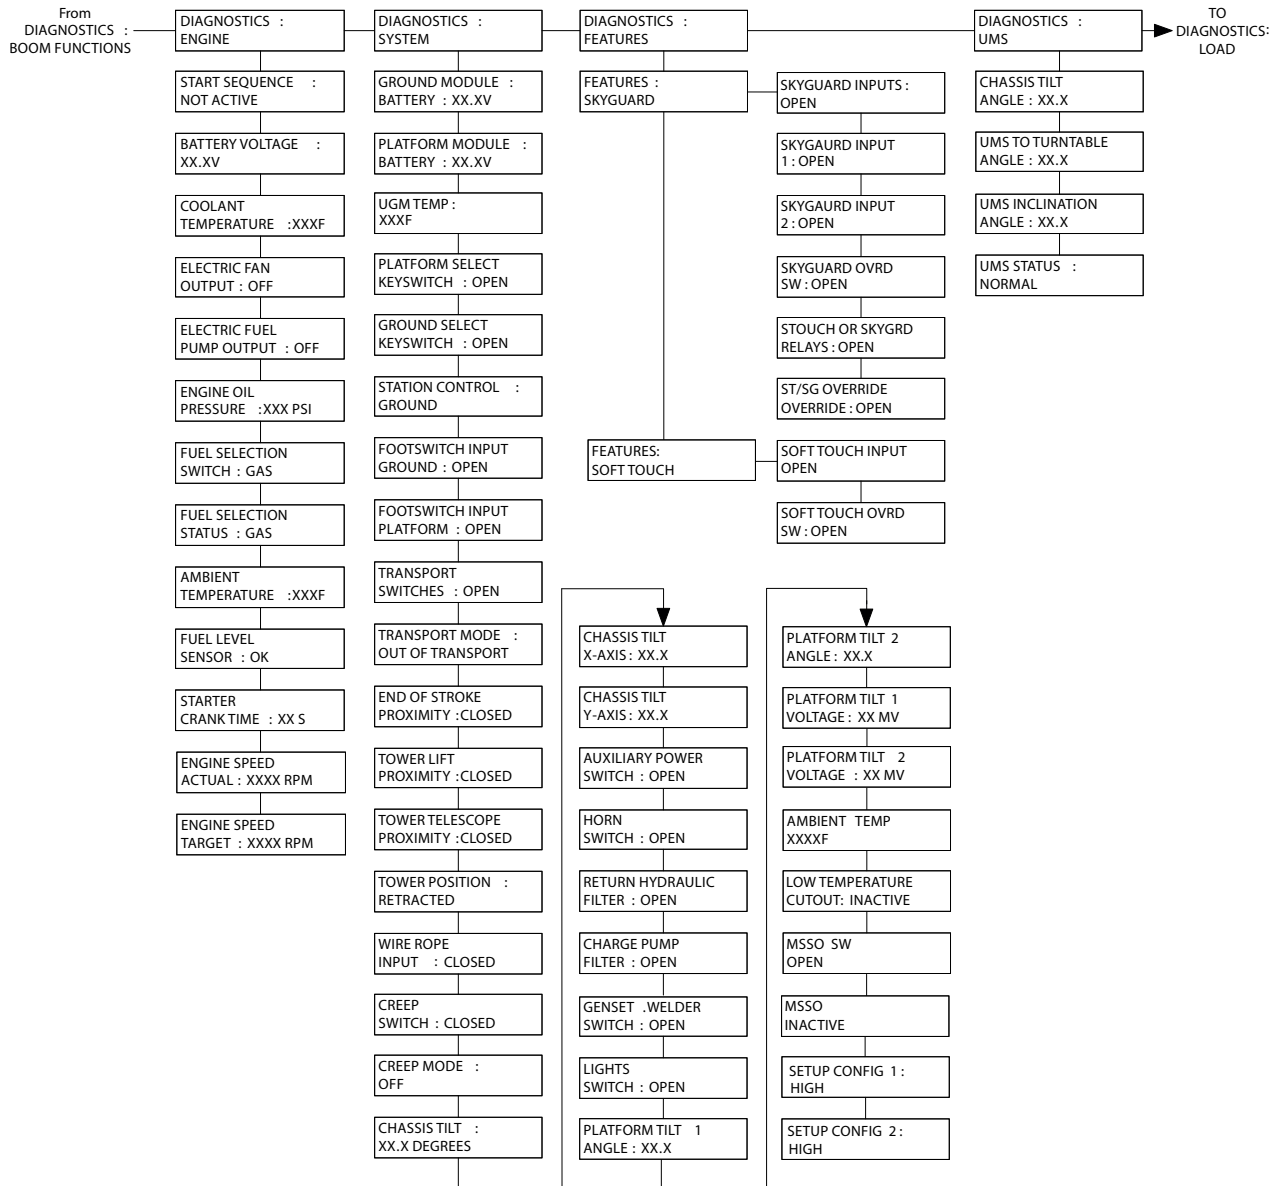 From
DIAGNOSTICS :
BOOM FUNCTIONS
DIAGNOSTICS :
ENGINE
START SEQUENCE :
NOT ACTIVE
BATTERY VOLTAGE :
XX.XV
COOLANT
TEMPERATURE :XXXF
ELECTRIC FAN
OUTPUT : OFF
ELECTRIC FUEL
PUMP OUTPUT : OFF
ENGINE OIL
PRESSURE :XXX PSI
FUEL SELECTION
SWITCH : GAS
FUEL SELECTION
STATUS : GAS
AMBIENT
TEMPERATURE :XXXF
FUEL LEVEL
SENSOR : OK
STARTER
CRANK TIME : XX S
ENGINE SPEED
ACTUAL : XXXX RPM
ENGINE SPEED
TARGET : XXXX RPM
DIAGNOSTICS :
SYSTEM
GROUND MODULE :
BATTERY : XX.XV
PLATFORM MODULE :
BATTERY : XX.XV
UGM TEMP :
XXXF
PLATFORM SELECT
KEYSWITCH : OPEN
GROUND SELECT
KEYSWITCH : OPEN
STATION CONTROL :
GROUND
FOOTSWITCH INPUT
GROUND : OPEN
FOOTSWITCH INPUT
PLATFORM : OPEN
TRANSPORT
SWITCHES : OPEN
TRANSPORT MODE :
OUT OF TRANSPORT
END OF STROKE
PROXIMITY :CLOSED
TOWER LIFT
PROXIMITY :CLOSED
TOWER TELESCOPE
PROXIMITY :CLOSED
TOWER POSITION :
RETRACTED
WIRE ROPE
INPUT : CLOSED
CREEP
SWITCH : CLOSED
CREEP MODE :
OFF
CHASSIS TILT :
XX.X DEGREES
DIAGNOSTICS :
FEATURES
FEATURES :
SKYGUARD
SKYGUARD INPUTS :
OPEN
SKYGAURD INPUT
1 : OPEN
SKYGAURD INPUT
2 : OPEN
SKYGUARD OVRD
SW : OPEN
STOUCH OR SKYGRD
RELAYS : OPEN
ST/SG OVERRIDE
OVERRIDE : OPEN
FEATURES:
SOFT TOUCH
SOFT TOUCH INPUT
OPEN
SOFT TOUCH OVRD
SW : OPEN
CHASSIS TILT
X-AXIS : XX.X
CHASSIS TILT
Y-AXIS : XX.X
AUXILIARY POWER
SWITCH : OPEN
HORN
SWITCH : OPEN
RETURN HYDRAULIC
FILTER : OPEN
CHARGE PUMP
FILTER : OPEN
GENSET .WELDER
SWITCH : OPEN
LIGHTS
SWITCH : OPEN
PLATFORM TILT 1
ANGLE : XX.X
PLATFORM TILT 2
ANGLE : XX.X
PLATFORM TILT 1
VOLTAGE : XX MV
PLATFORM TILT 2
VOLTAGE : XX MV
AMBIENT TEMP
XXXXF
LOW TEMPERATURE
CUTOUT: INACTIVE
MSSO SW
OPEN
MSSO
INACTIVE
SETUP CONFIG 1 :
HIGH
SETUP CONFIG 2 :
HIGH
DIAGNOSTICS :
UMS
CHASSIS TILT
ANGLE : XX.X
UMS TO TURNTABLE
ANGLE : XX.X
UMS INCLINATION
ANGLE : XX.X
UMS STATUS :
NORMAL
TO
DIAGNOSTICS:
LOAD